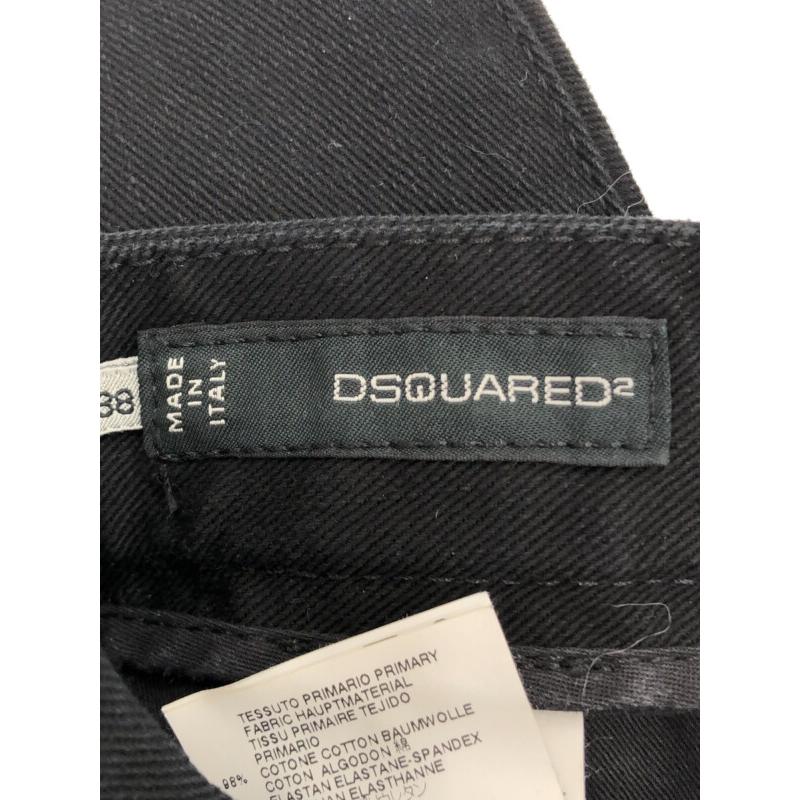 38
MADE
IN
ITALY
DSQUARED²
TESSUTO PRIMARIO PRIMARY
FABRIC HAUPTMATERIAL
TISSU PRIMAIRE TEJIDO
PRIMARIO
98% COTONE COTTON BAUMWOLLE
COTON ALGODON 綿
ELASTAN ELASTANE-SPANDEX
ELASTHANNE